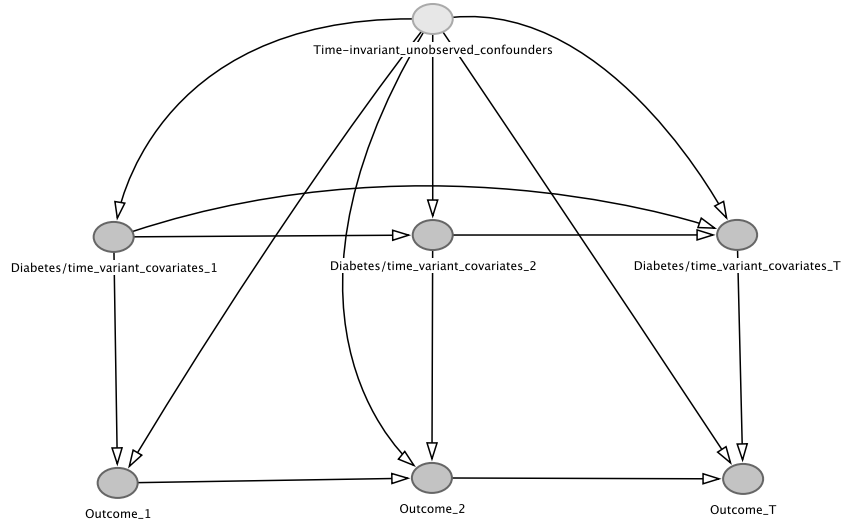 Time-invariant_unobserved_confounders
Diabetes/time_variant_covariates_1
Diabetes/time_variant_covariates_2
Diabetes/time_variant_covariates_T
Outcome_1
Outcome_2
Outcome_T